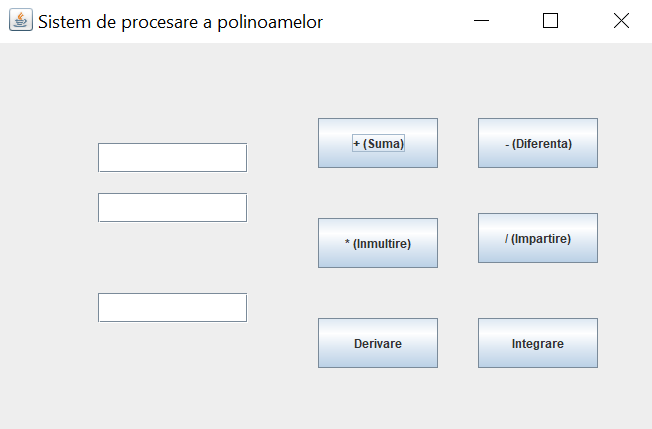 Sistem de procesare a polinoamelor
+ (Suma)
- (Diferenta)
* (Inmultire)
/ (Impartire)
Derivare
Integrare